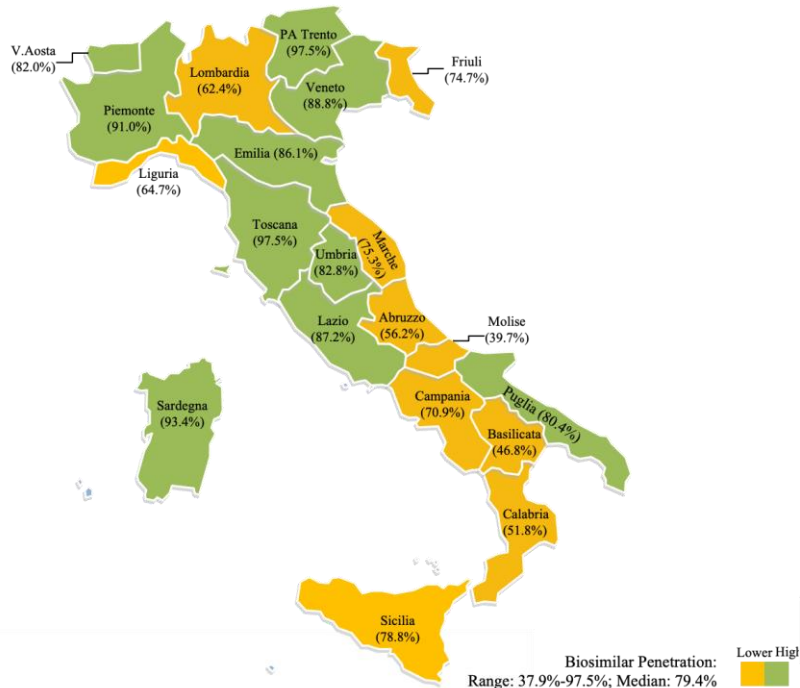 PA Trento
(97.5%)
V.Aosta
(82.0%)
Lombardia
(62.4%)
Friuli
(74.7%)
Veneto
(88.8%)
Piemonte
(91.0%)
Emilia (86.1%)
Liguria
(64.7%)
Toscana
(97.5%)
Marche
(75.3%)
Umbria
(82.8%)
Lazio
(87.2%)
Abruzzo
(56.2%)
Molise
(39.7%)
Sardegna
(93.4%)
Campania
(70.9%)
Puglia (80.4%)
Basilicata
(46.8%)
Calabria
(51.8%)
Sicilia
(78.8%)
Lower High
Biosimilar Penetration:
Range: 37.9%-97.5%; Median: 79.4%